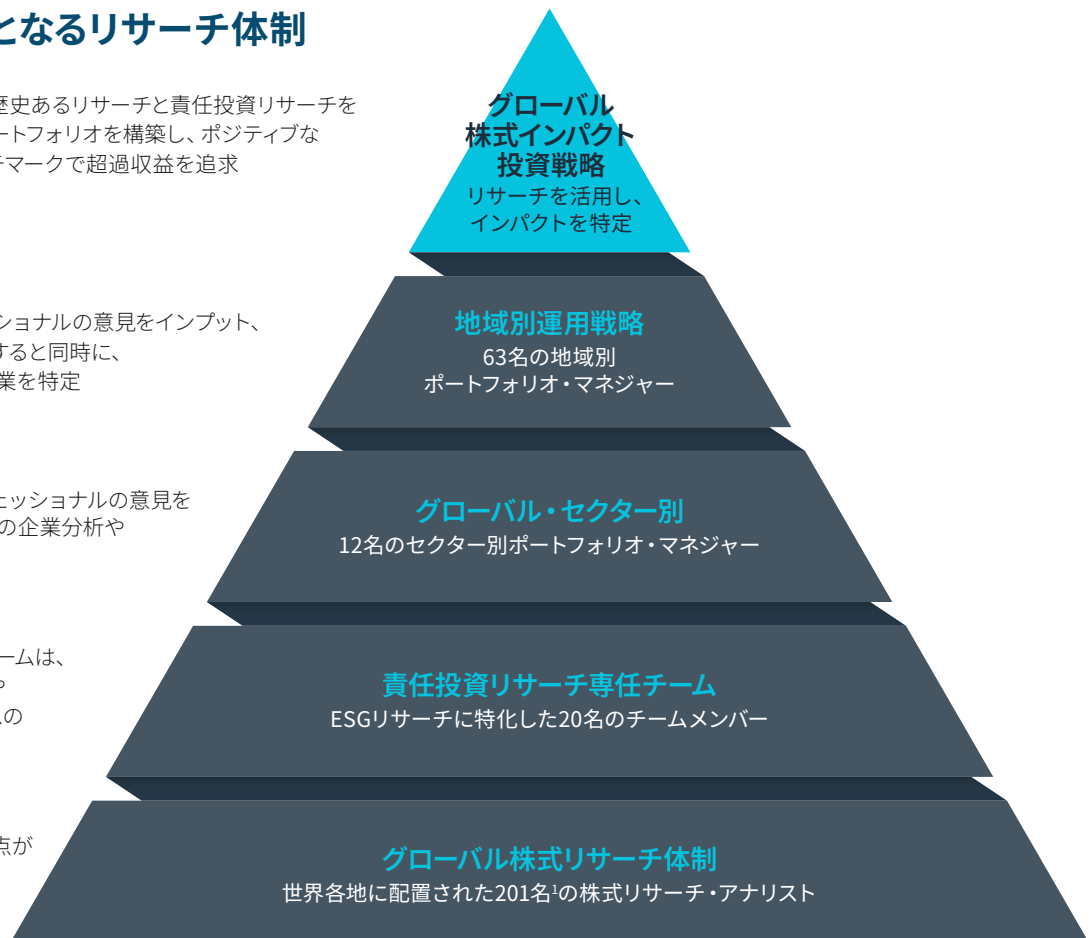 となるリサーチ体制
歴史あるリサーチと責任投資リサーチを
ートフォリオを構築し、ポジティブな
チマークで超過収益を追求
グローバル
株式インパクト
投資戦略
リサーチを活用し、
インパクトを特定
ショナルの意見をインプット、
すると同時に、
業を特定
地域別運用戦略
63名の地域別
ポートフォリオ・マネジャー
ェッショナルの意見を
の企業分析や
グローバル・セクター別
12名のセクター別ポートフォリオ・マネジャー
ームは、
や
の
責任投資リサーチ専任チーム
ESGリサーチに特化した20名のチームメンバー
点が
グローバル株式リサーチ体制
世界各地に配置された201名¹の株式リサーチ・アナリスト